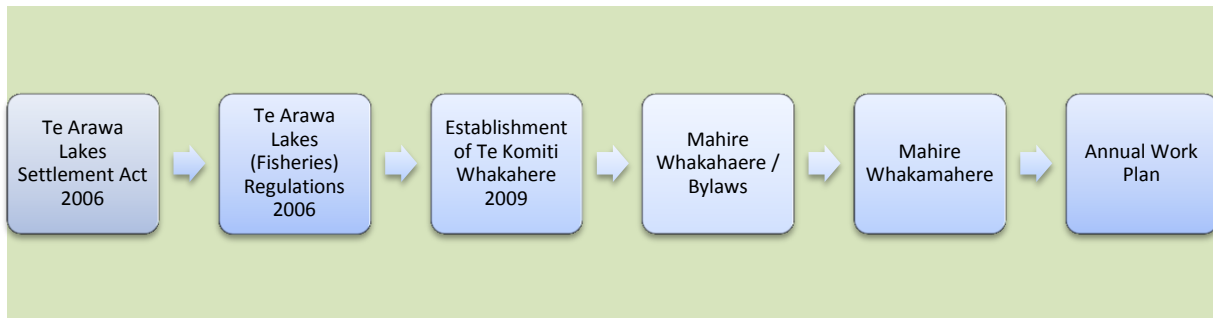 Te Arawa
Lakes
Settlement Act
2006
Te Arawa
Lakes
(Fisheries)
Regulations
2006
Establishment
of Te Komiti
Whakahere
2009
Mahire
Whakahaere /
Bylaws
Mahire
Whakamahere
Annual Work
Plan